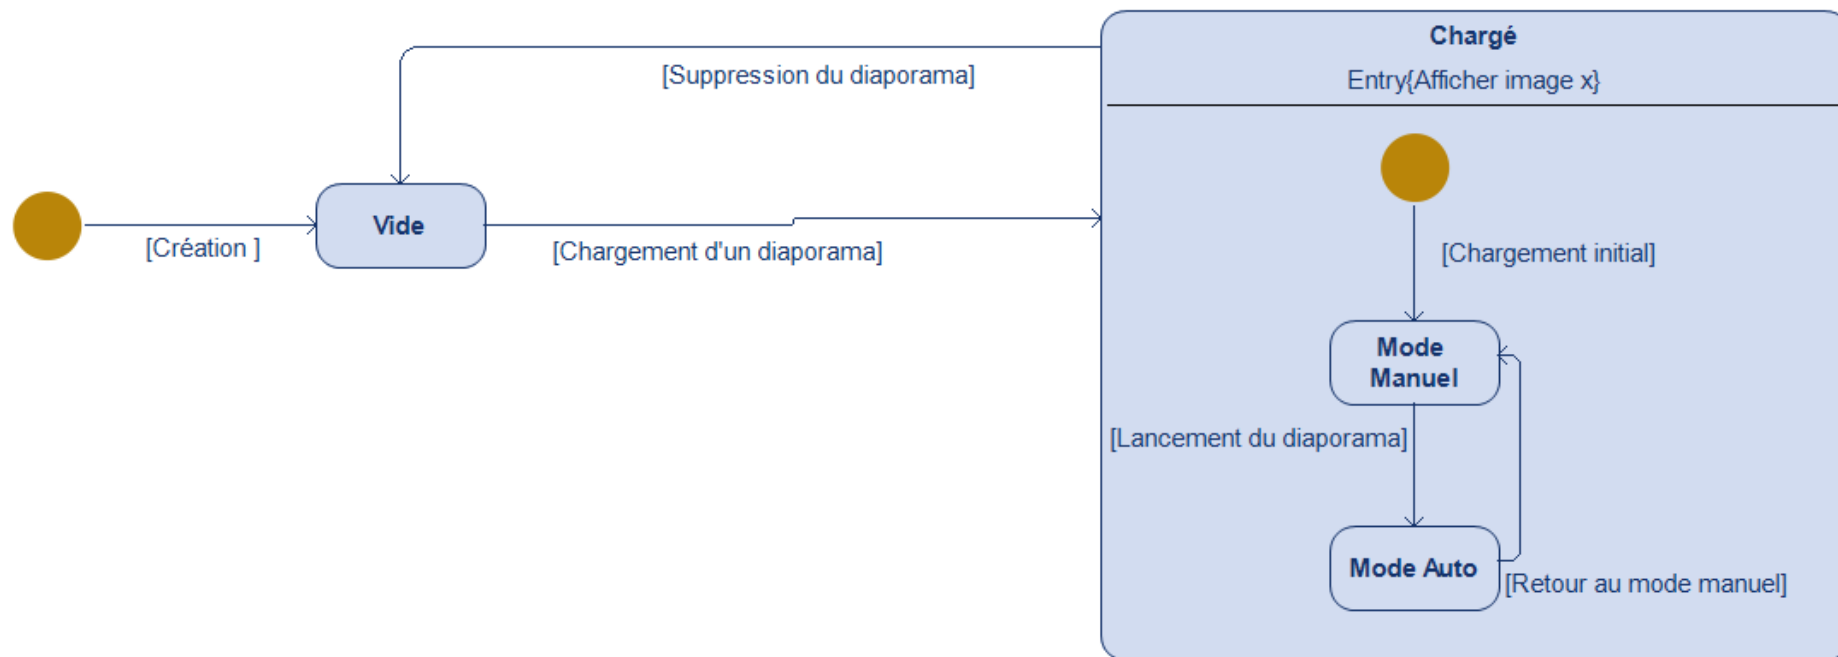 Chargé
Entry{Afficher image x}
[Suppression du diaporama]
Vide
[Création ]
[Chargement d'un diaporama]
[Chargement initial]
Mode
Manuel
[Lancement du diaporama]
Mode Auto
[Retour au mode manuel]